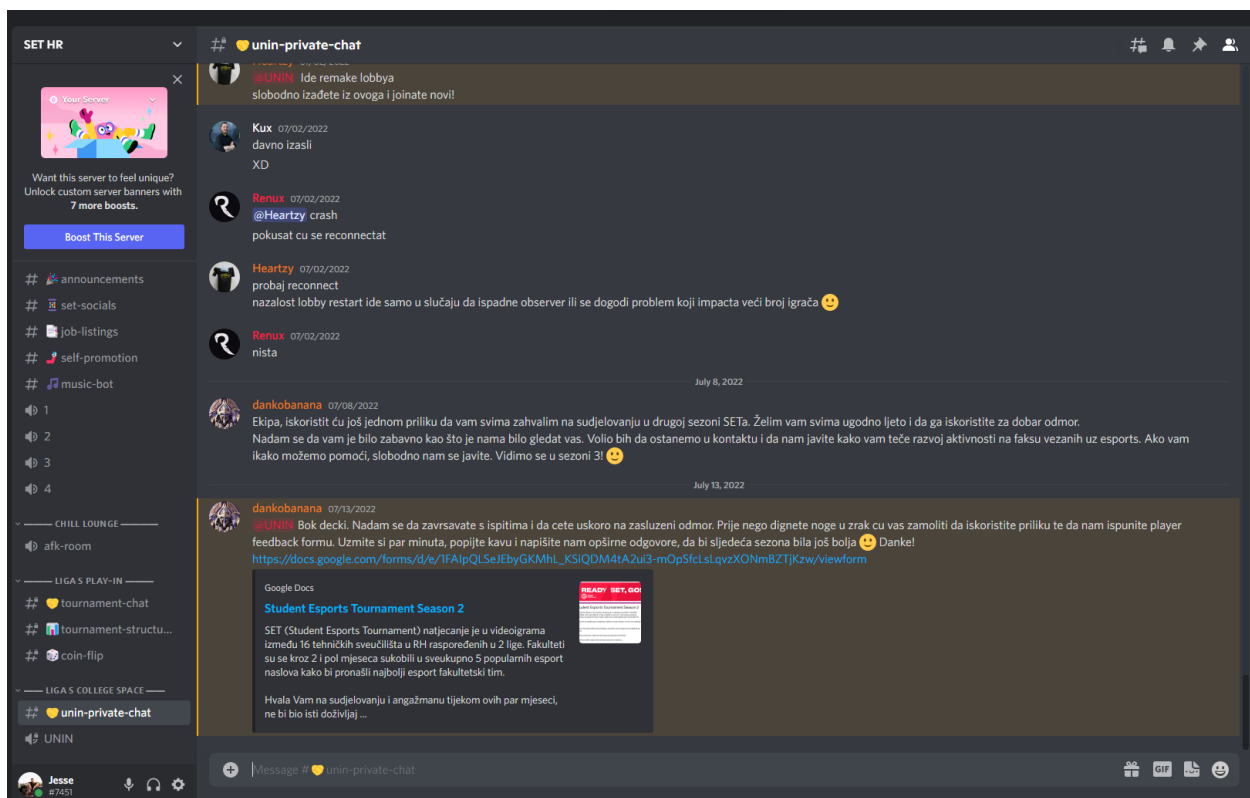 SET HR
unin-private-chat
Your Server
Want this server to feel unique?
Unlock custom server banners with
7 more boosts.
Boost This Server
announcements
set-socials
job-listings
self-promotion
music-bot
1
2
3
4
CHILL LOUNGE
afk-room
LIGA S PLAY-IN
tournament-chat
tournament-structu...
coin-flip
LIGA S COLLEGE SPACE
unin-private-chat
UNIN
Jesse
#7451
Heartzy 07/02/2022
@UNIN Ide remake lobbya
slobodno izađete iz ovoga i joinate novi!
Kux 07/02/2022
davno izasli
XD
Renux 07/02/2022
@Heartzy crash
pokusat cu se reconnectat
Heartzy 07/02/2022
probaj reconnect
nazalost lobby restart ide samo u slučaju da ispadne observer ili se dogodi problem koji impacta veći broj igrača
Renux 07/02/2022
nista
July 8, 2022
dankobanana 07/08/2022
Ekipa, iskoristit ću još jednom priliku da vam svima zahvalim na sudjelovanju u drugoj sezoni SETa. Želim vam svima ugodno ljeto i da ga iskoristite za dobar odmor.
Nadam se da vam je bilo zabavno kao što je nama bilo gledat vas. Volio bih da ostanemo u kontaktu i da nam javite kako vam teče razvoj aktivnosti na faksu vezanih uz esports. Ako vam
ikako možemo pomoći, slobodno nam se javite. Vidimo se u sezoni 3!
July 13, 2022
dankobanana 07/13/2022
@UNIN Bok decki. Nadam se da zavrsavate s ispitima i da cete uskoro na zasluzeni odmor. Prije nego dignete noge u zrak cu vas zamoliti da iskoristite priliku te da nam ispunite player
feedback formu. Uzmite si par minuta, popijte kavu i napišite nam opširne odgovore, da bi sljedeća sezona bila još bolja Danke!
https://docs.google.com/forms/d/e/1FAIpQLSeJEbyGKMhL_KSiQDM4tA2ui3-mOpSfcLsLqvzXONmBZTjKzw/viewform
Google Docs
Student Esports Tournament Season 2
SET (Student Esports Tournament) natjecanje je u videoigrama
između 16 tehničkih sveučilišta u RH raspoređenih u 2 lige. Fakulteti
su se kroz 2 i pol mjeseca sukobili u sveukupno 5 popularnih esport
naslova kako bi pronašli najbolji esport fakultetski tim.
Hvala Vam na sudjelovanju i angažmanu tijekom ovih par mjeseci,
ne bi bio isti doživljaj ...
READY SET, GO!
Message # unin-private-chat
GIF